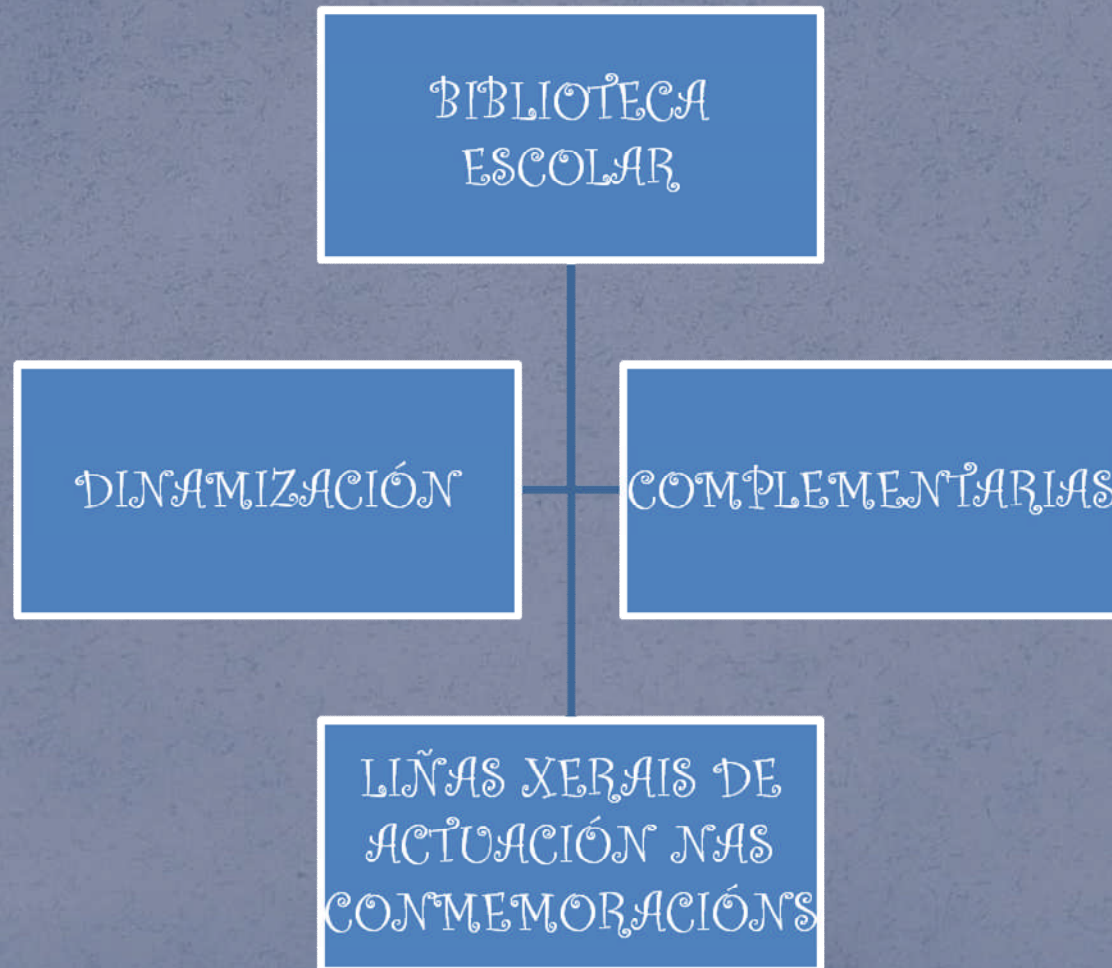 BIBLIOTECA
ESCOLAR
DINAMIZACIÓN
COMPLEMENTARIAS
LIÑAS XERAIS DE
ACTUACIÓN NAS
CONMEMORACIÓNS